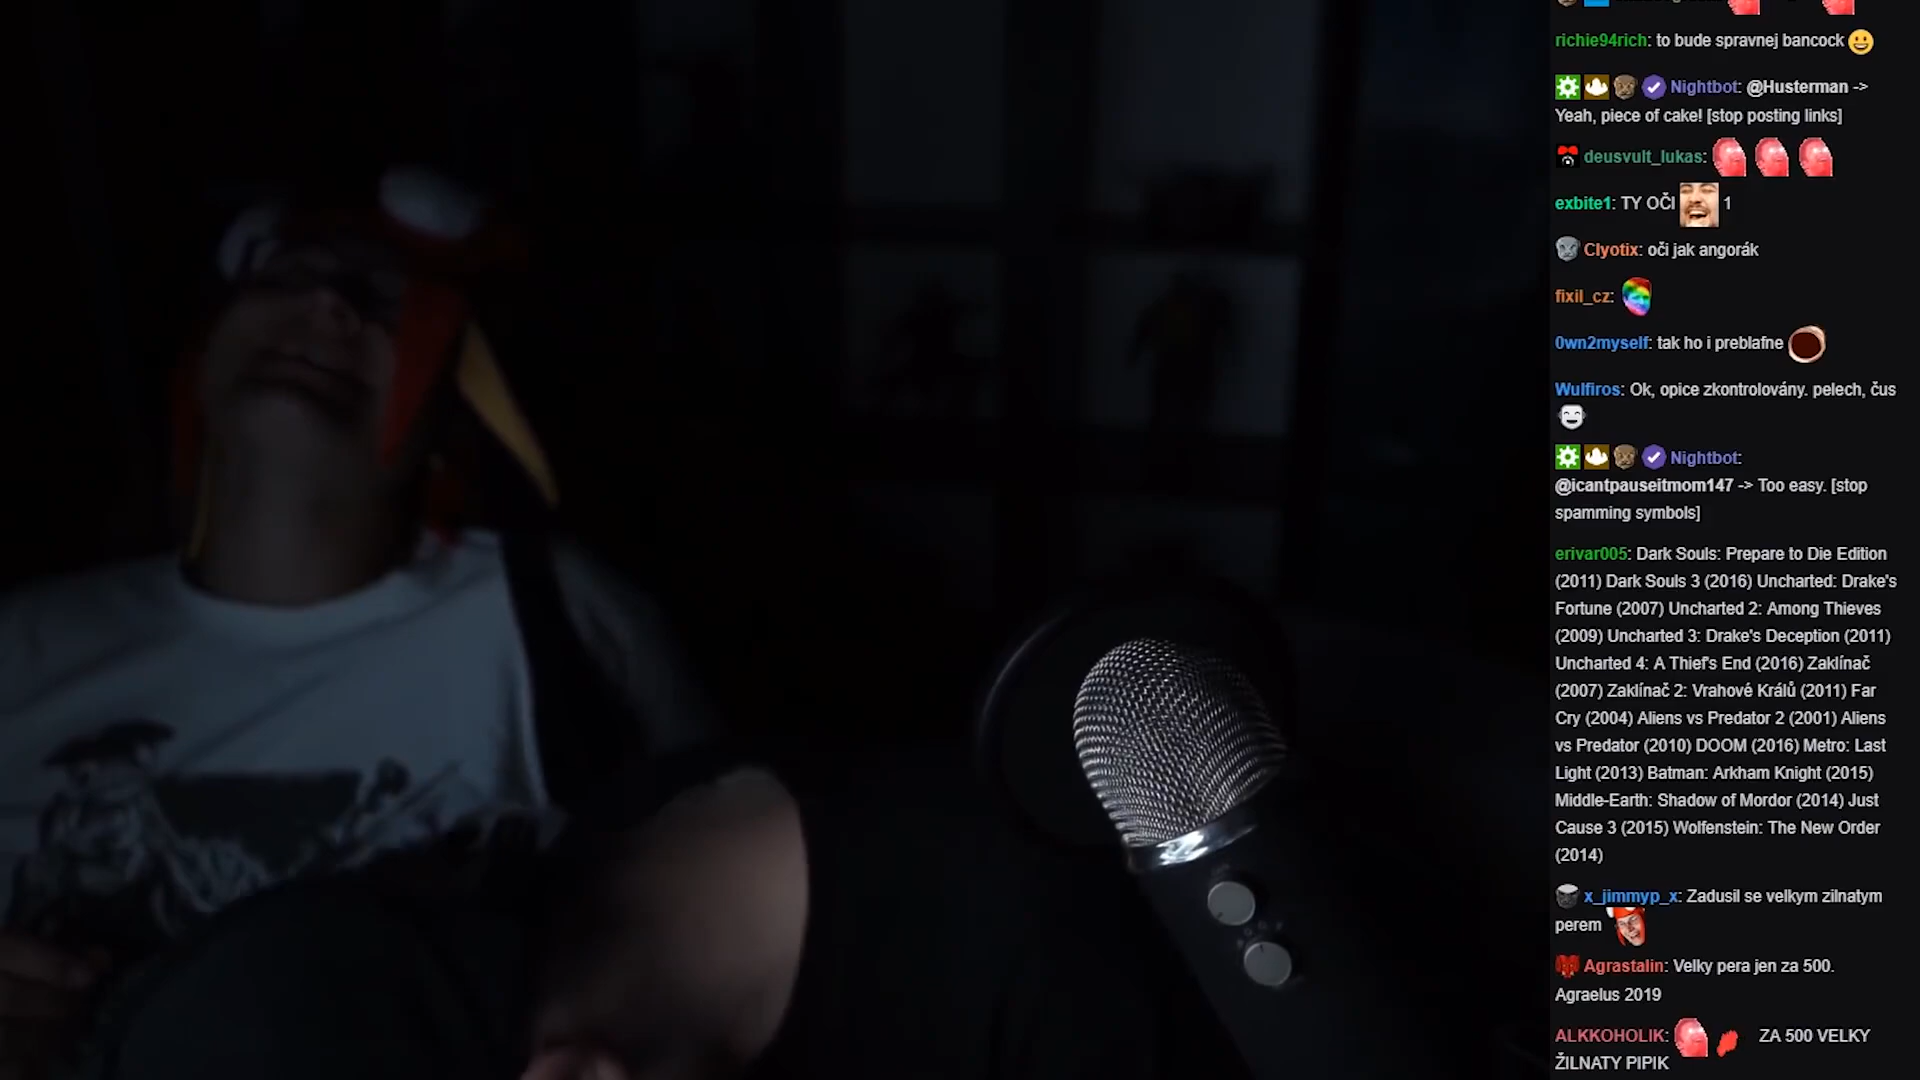 richie94rich: to bude spravnej bancock
Nightbot: @Husterman ->
Yeah, piece of cake! [stop posting links]
deusvult_lukas:
exbite1: TY OČI 1
Clyotix: oči jak angorák
fixil_cz:
0wn2myself: tak ho i preblafne
Wulfiros: Ok, opice zkontrolovány. pelech, čus
Nightbot:
@icantpauseitmom147 -> Too easy. [stop
spamming symbols]
erivar005: Dark Souls: Prepare to Die Edition
(2011) Dark Souls 3 (2016) Uncharted: Drake's
Fortune (2007) Uncharted 2: Among Thieves
(2009) Uncharted 3: Drake's Deception (2011)
Uncharted 4: A Thief's End (2016) Zaklínač
(2007) Zaklínač 2: Vrahové Králů (2011) Far
Cry (2004) Aliens vs Predator 2 (2001) Aliens
vs Predator (2010) DOOM (2016) Metro: Last
Light (2013) Batman: Arkham Knight (2015)
Middle-Earth: Shadow of Mordor (2014) Just
Cause 3 (2015) Wolfenstein: The New Order
(2014)
x_jimmyp_x: Zadusil se velkym zilnatym
perem
Agrastalin: Velky pera jen za 500.
Agraelus 2019
ALKKOHOLIK: ZA 500 VELKY
ŽILNATY PIPIK